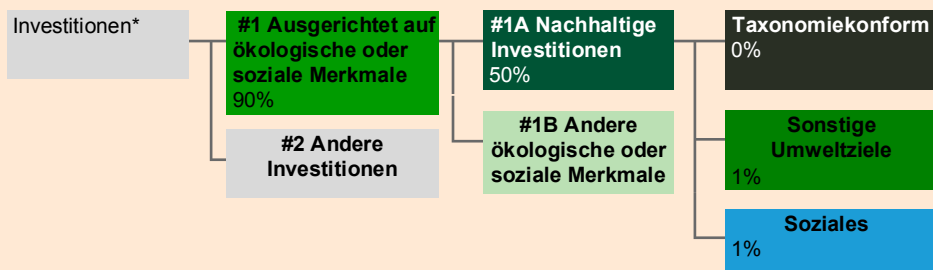 Investitionen*
#1 Ausgerichtet auf
ökologische oder
soziale Merkmale
90%
#2 Andere
Investitionen
#1A Nachhaltige
Investitionen
50%
#1B Andere
ökologische oder
soziale Merkmale
Taxonomiekonform
0%
Sonstige
Umweltziele
1%
Soziales
1%